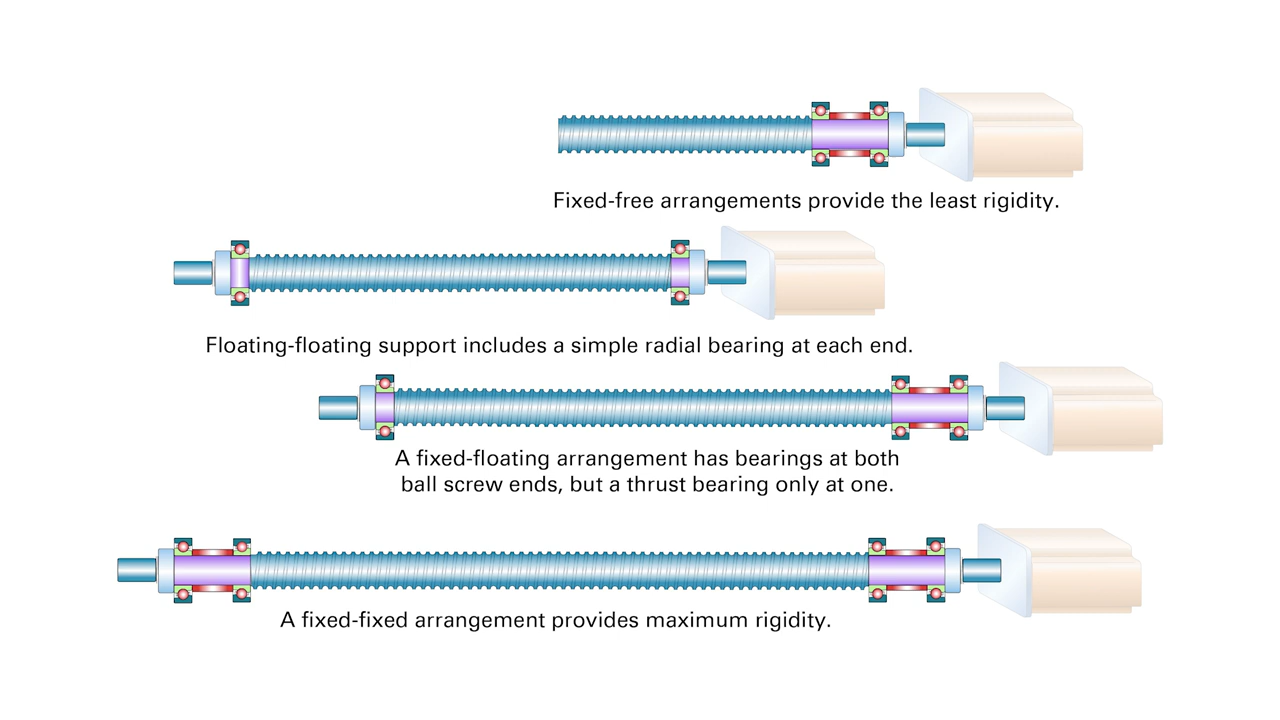 Fixed-free arrangements provide the least rigidity.
Floating-floating support includes a simple radial bearing at each end.
A fixed-floating arrangement has bearings at both
ball screw ends, but a thrust bearing only at one.
A fixed-fixed arrangement provides maximum rigidity.